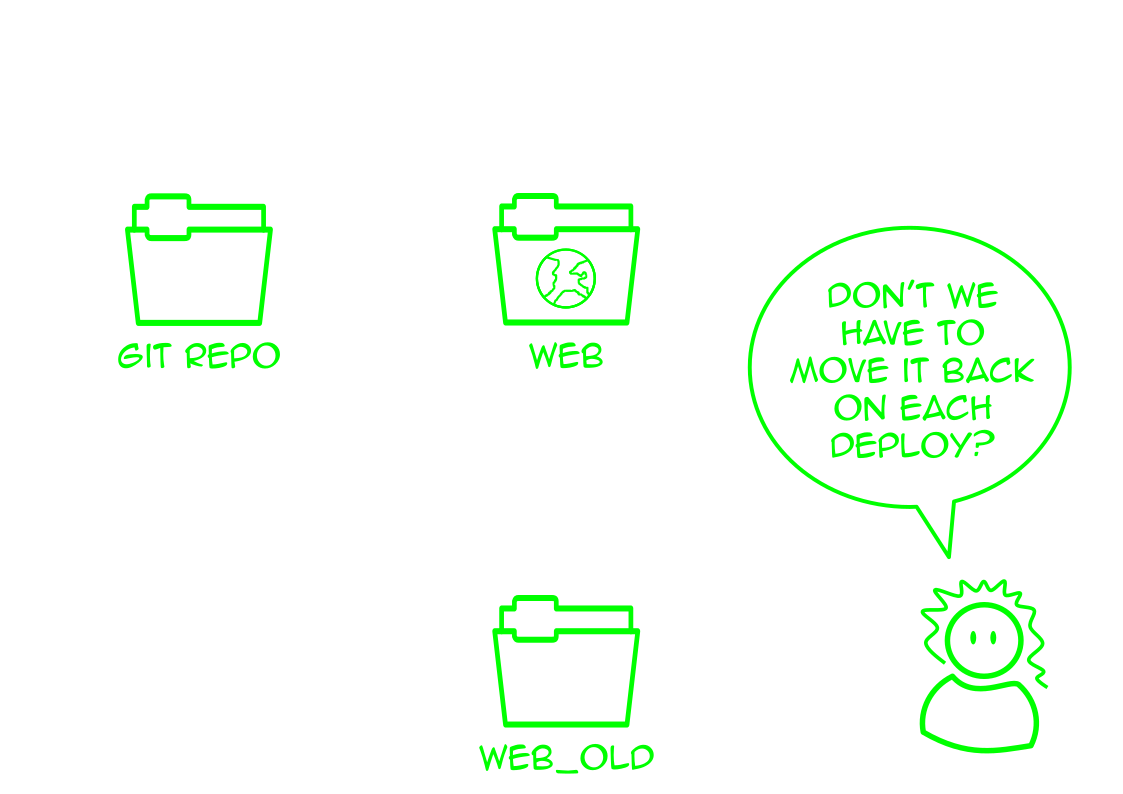 GIT REPO
WEB
DON'T WE
HAVE TO
MOVE IT BACK
ON EACH
DEPLOY?
WEB_OLD